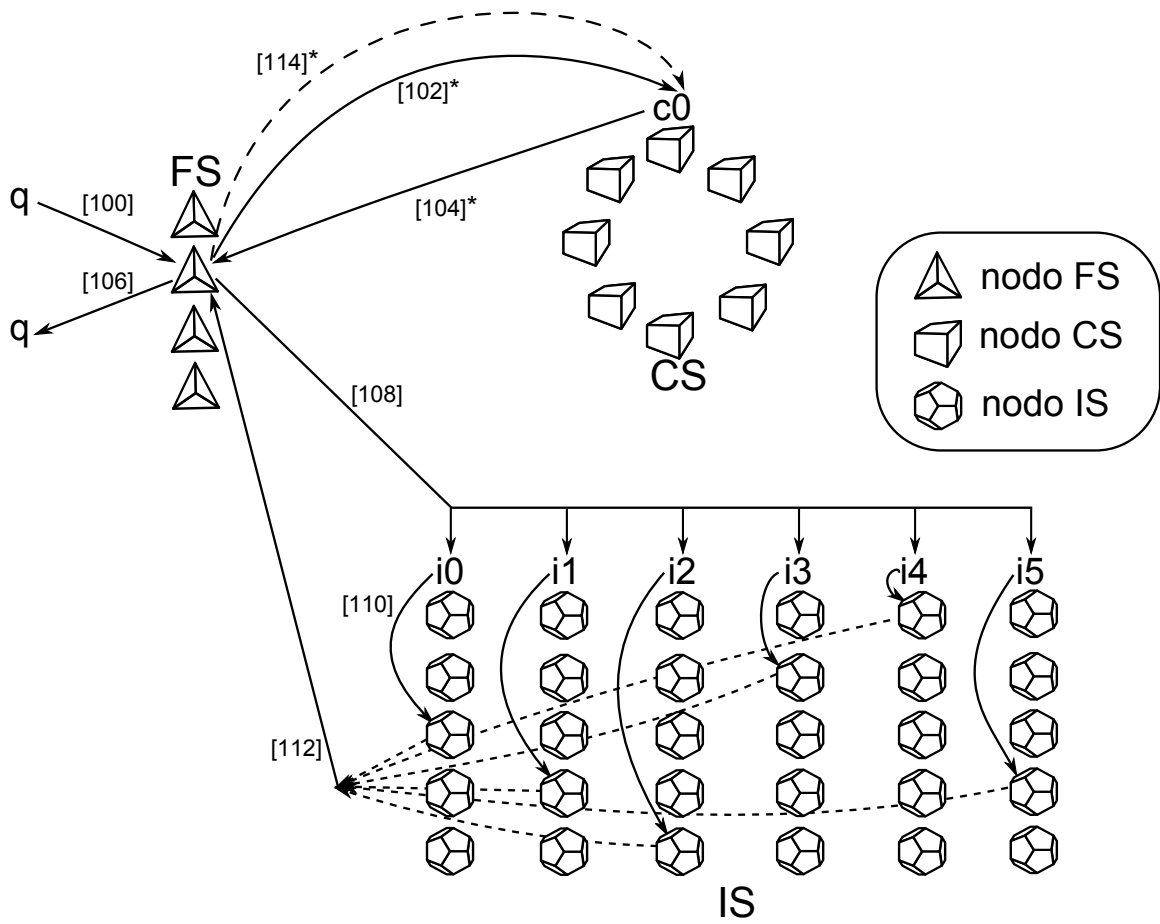 [114]*
[102]*
c0
FS
q
[100]
[104]*
[106]
q
nodo FS
nodo CS
nodo IS
CS
[108]
i0
i1
i2
i3
i4
i5
[110]
[112]
IS